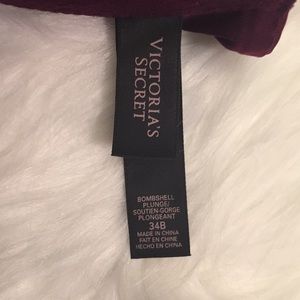 VICTORIA'S
SECRET
BOMBSHELL
PLUNGE/
SOUTIEN-GORGE
PLONGEANT
34B
MADE IN CHINA
FAIT EN CHINE
HECHO EN CHINA